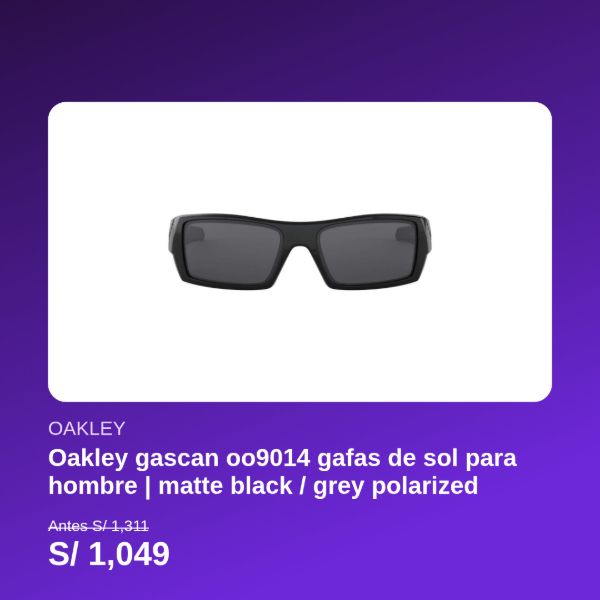 OAKLEY
Oakley gascan oo9014 gafas de sol para
hombre | matte black / grey polarized
Antes S/ 1,311
S/ 1,049